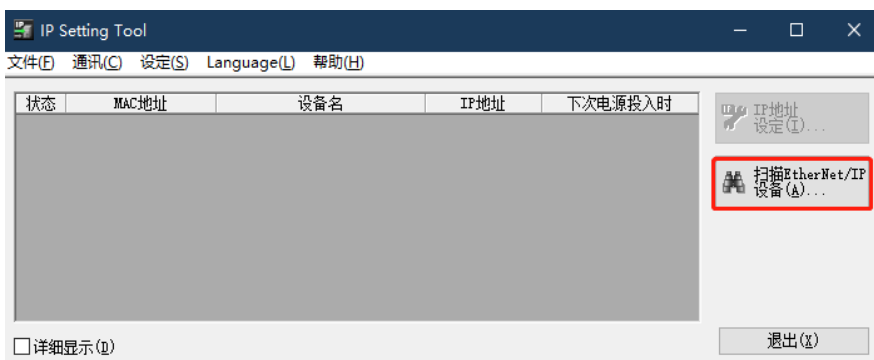 IP Setting Tool
文件(F) 通讯(C) 设定(S) Language(L) 帮助(H)
状态 MAC地址 设备名 IP地址 下次电源投入时
IP地址
设定(I)...
扫描EtherNet/IP
设备(A)...
详细显示(D)
退出(X)